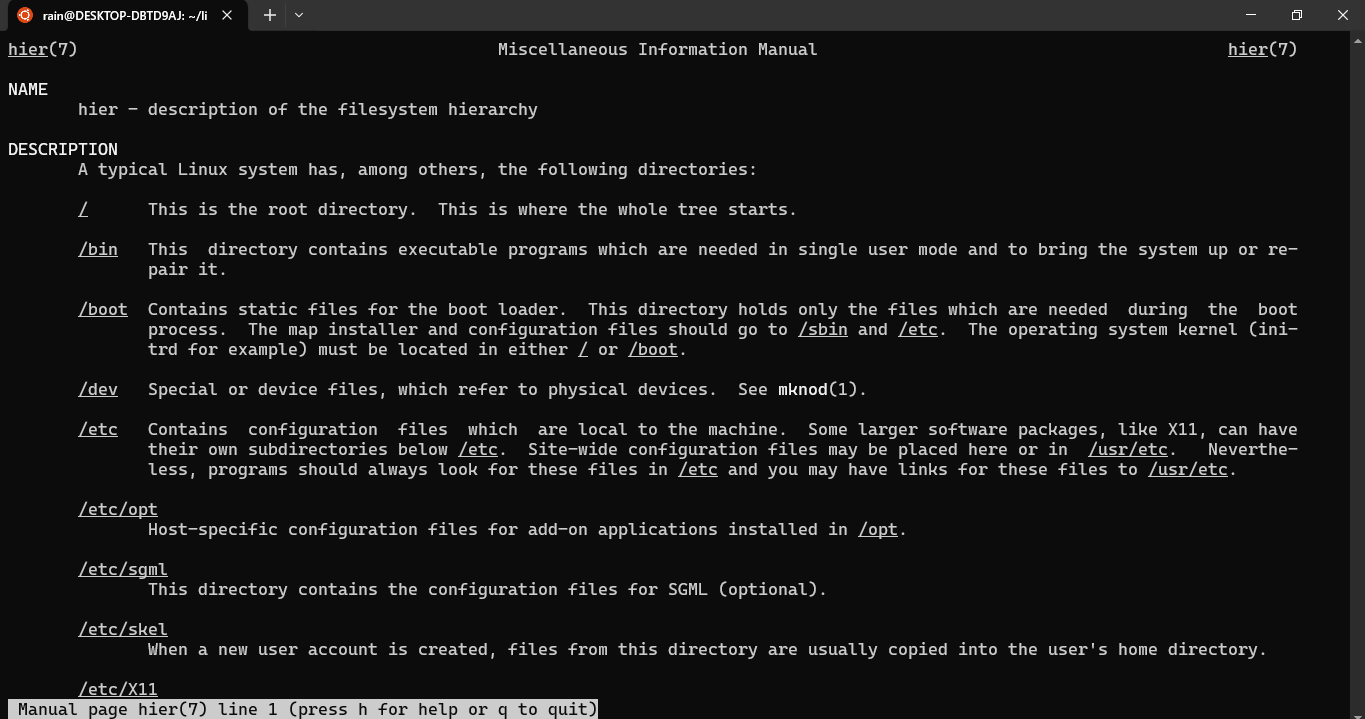 rain@DESKTOP-DBTD9AJ: ~/li
hier(7) Miscellaneous Information Manual hier(7)
NAME
hier - description of the filesystem hierarchy
DESCRIPTION
A typical Linux system has, among others, the following directories:
/ This is the root directory. This is where the whole tree starts.
/bin This directory contains executable programs which are needed in single user mode and to bring the system up or re-
pair it.
/boot Contains static files for the boot loader. This directory holds only the files which are needed during the boot
process. The map installer and configuration files should go to /sbin and /etc. The operating system kernel (ini-
trd for example) must be located in either / or /boot.
/dev Special or device files, which refer to physical devices. See mknod(1).
/etc Contains configuration files which are local to the machine. Some larger software packages, like X11, can have
their own subdirectories below /etc. Site-wide configuration files may be placed here or in /usr/etc. Neverthe-
less, programs should always look for these files in /etc and you may have links for these files to /usr/etc.
/etc/opt
Host-specific configuration files for add-on applications installed in /opt.
/etc/sgml
This directory contains the configuration files for SGML (optional).
/etc/skel
When a new user account is created, files from this directory are usually copied into the user's home directory.
/etc/X11
Manual page hier(7) line 1 (press h for help or q to quit)